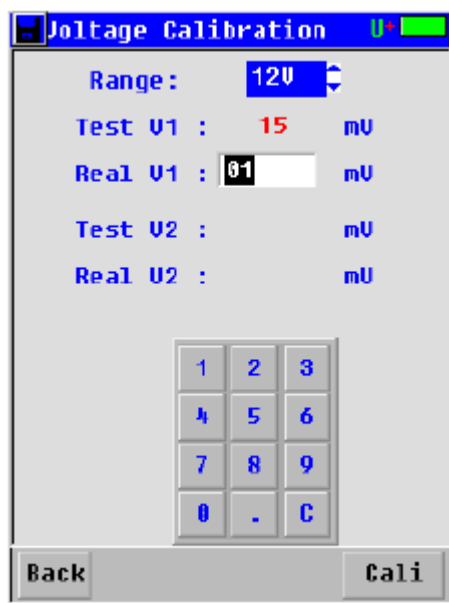 Joltage Calibration U+
Range: 12V
Test V1 : 15 mV
Real V1 : 01 mV
Test V2 : mV
Real V2 : mV
1 2 3
4 5 6
7 8 9
0 . C
Back Cali